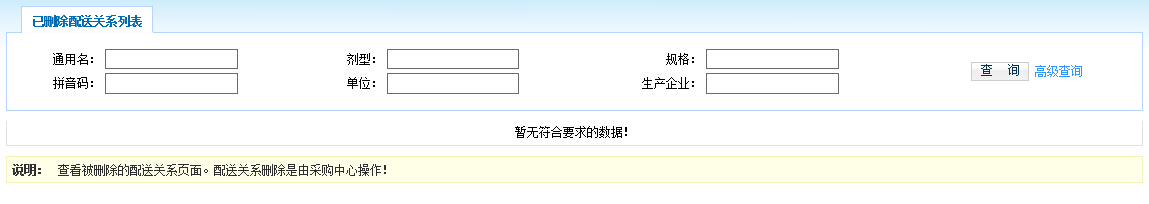 已删除配送关系列表
通用名： 剂型： 规格：
拼音码： 单位： 生产企业： 查 询 高级查询
暂无符合要求的数据！
说明： 查看被删除的配送关系页面。配送关系删除是由采购中心操作！